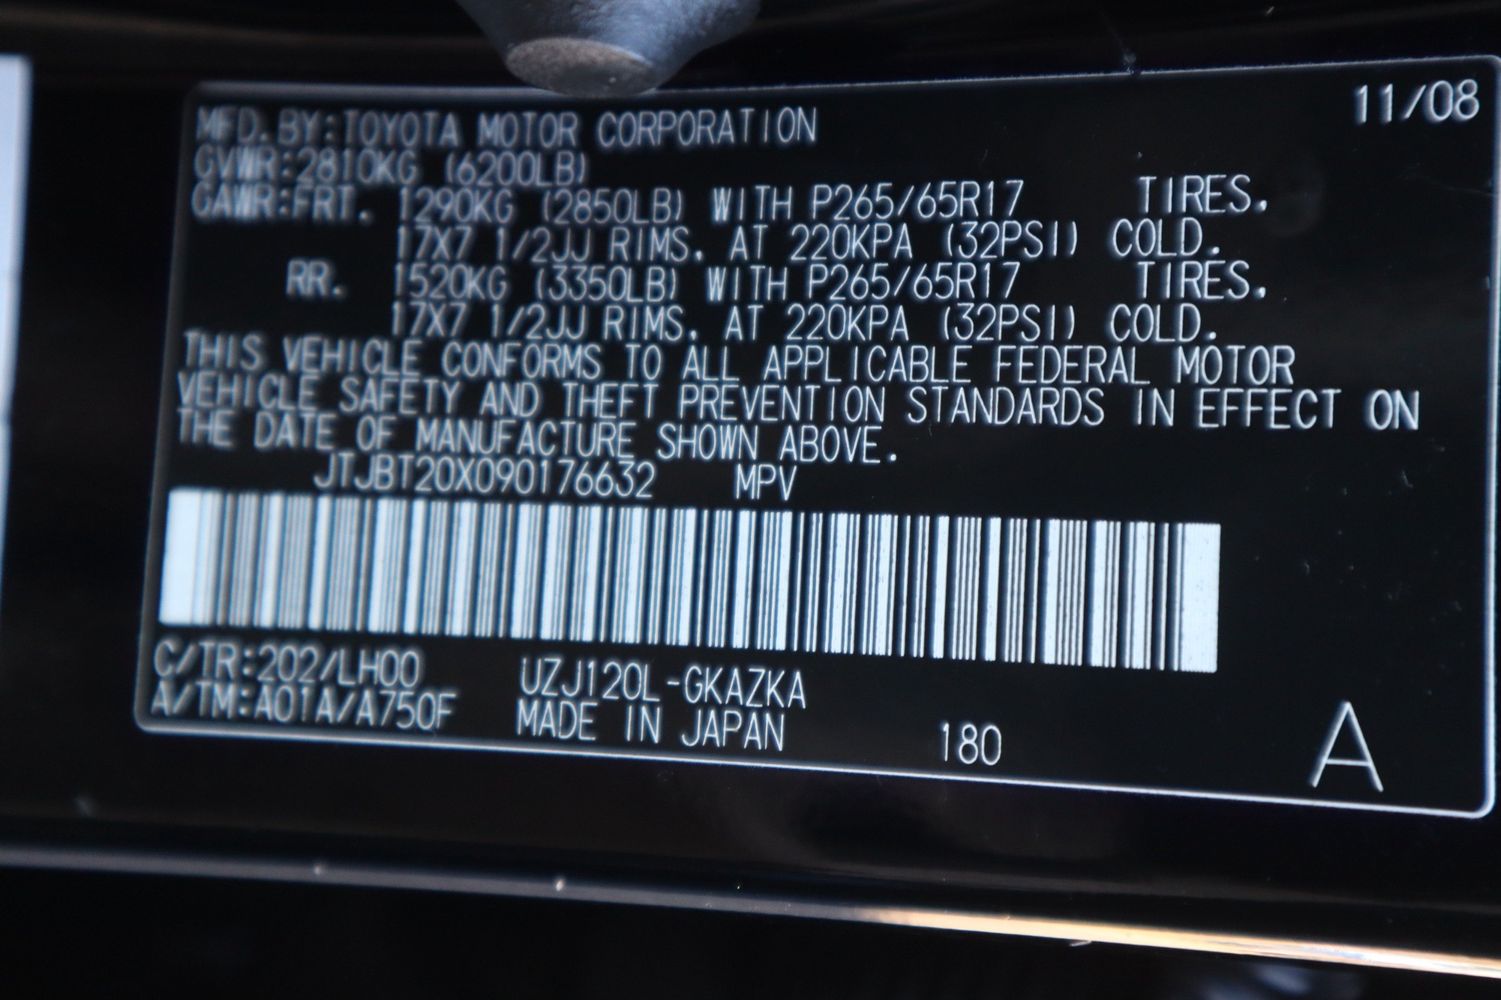 11/08
MFD. BY:TOYOTA MOTOR CORPORATION
GVWR:2810KG (6200LB)
GAWR:FRT. 1290KG (2850LB) WITH P265/65R17 TIRES,
17X7 1/2JJ RIMS, AT 220KPA (32PSI) COLD.
RR. 1520KG (3350LB) WITH P265/65R17 TIRES,
17X7 1/2JJ RIMS, AT 220KPA (32PSI) COLD.
THIS VEHICLE CONFORMS TO ALL APPLICABLE FEDERAL MOTOR
VEHICLE SAFETY AND THEFT PREVENTION STANDARDS IN EFFECT ON
THE DATE OF MANUFACTURE SHOWN ABOVE.
JTJBT20X090176632 MPV
C/TR:202/LH00 UZJ120L-GKAZKA
A/TM:A01A/A750F MADE IN JAPAN 180 A